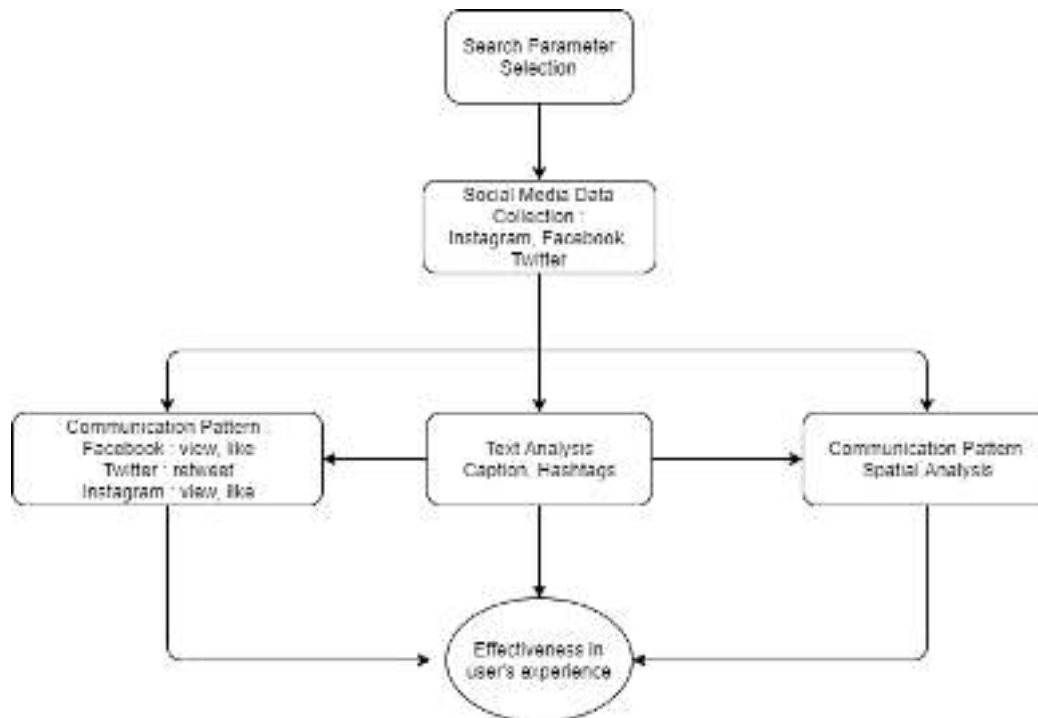 Search Parameter
Selection
Social Media Data
Collection :
Instagram, Facebook
Twitter
Communication Pattern :
Facebook : view, like
Twitter : retweet
Instagram : view, like
Text Analysis
Caption, Hashtags
Communication Pattern
Spatial Analysis
Effectiveness in
user's experience